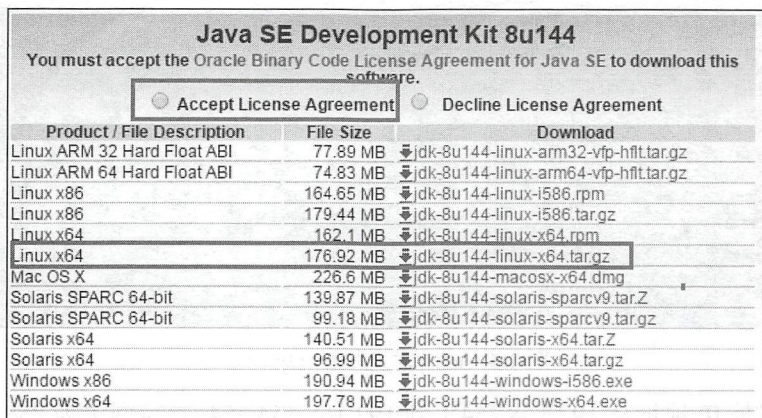 Java SE Development Kit 8u144
You must accept the Oracle Binary Code License Agreement for Java SE to download this
software.
Accept License Agreement Decline License Agreement
Product / File Description File Size Download
Linux ARM 32 Hard Float ABI 77.89 MB jdk-8u144-linux-arm32-vfp-hflt.tar.gz
Linux ARM 64 Hard Float ABI 74.83 MB jdk-8u144-linux-arm64-vfp-hflt.tar.gz
Linux x86 164.65 MB jdk-8u144-linux-i586.rpm
Linux x86 179.44 MB jdk-8u144-linux-i586.tar.gz
Linux x64 162.1 MB jdk-8u144-linux-x64.rpm
Linux x64 176.92 MB jdk-8u144-linux-x64.tar.gz
Mac OS X 226.6 MB jdk-8u144-macosx-x64.dmg
Solaris SPARC 64-bit 139.87 MB jdk-8u144-solaris-sparcv9.tar.Z
Solaris SPARC 64-bit 99.18 MB jdk-8u144-solaris-sparcv9.tar.gz
Solaris x64 140.51 MB jdk-8u144-solaris-x64.tar.Z
Solaris x64 96.99 MB jdk-8u144-solaris-x64.tar.gz
Windows x86 190.94 MB jdk-8u144-windows-i586.exe
Windows x64 197.78 MB jdk-8u144-windows-x64.exe